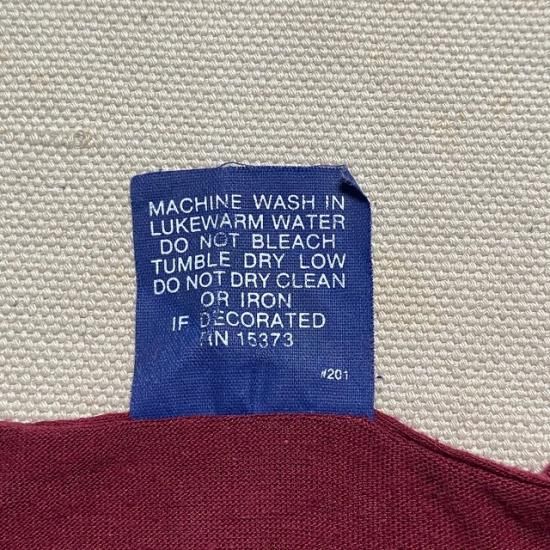 MACHINE WASH IN
LUKEWARM WATER
DO NOT BLEACH
TUMBLE DRY LOW
DO NOT DRY CLEAN
OR IRON
IF DECORATED
RN 15373
#201